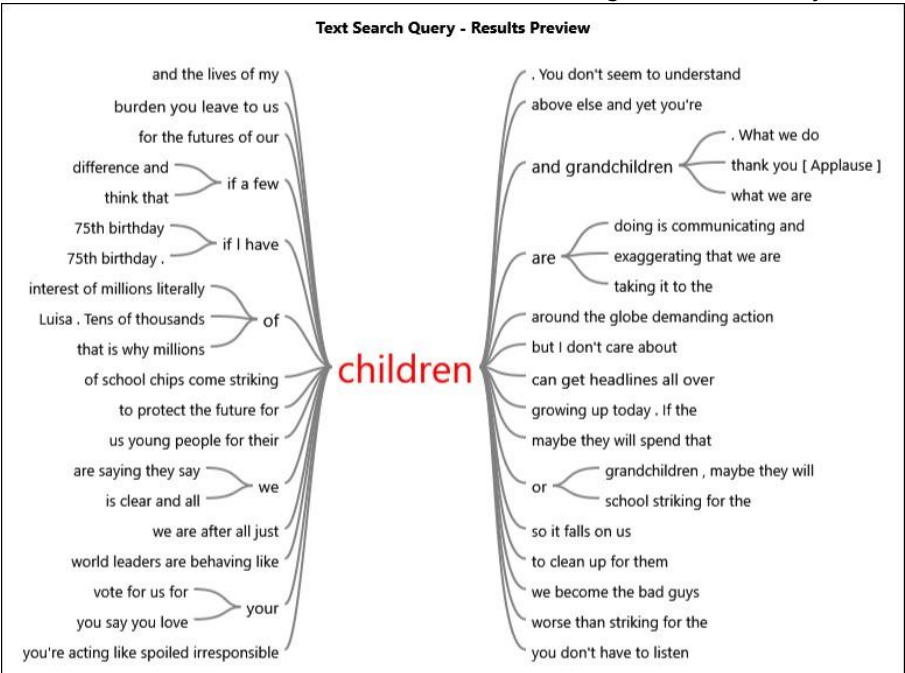 Text Search Query - Results Preview
and the lives of my
burden you leave to us
for the futures of our
difference and
think that
if a few
75th birthday
75th birthday .
if I have
interest of millions literally
Luisa . Tens of thousands
that is why millions
of
of school chips come striking
to protect the future for
us young people for their
are saying they say
is clear and all
we
we are after all just
world leaders are behaving like
vote for us for
you say you love
your
you're acting like spoiled irresponsible
children
. You don't seem to understand
above else and yet you're
and grandchildren
. What we do
thank you [ Applause ]
what we are
are
doing is communicating and
exaggerating that we are
taking it to the
around the globe demanding action
but I don't care about
can get headlines all over
growing up today . If the
maybe they will spend that
or
grandchildren , maybe they will
school striking for the
so it falls on us
to clean up for them
we become the bad guys
worse than striking for the
you don't have to listen